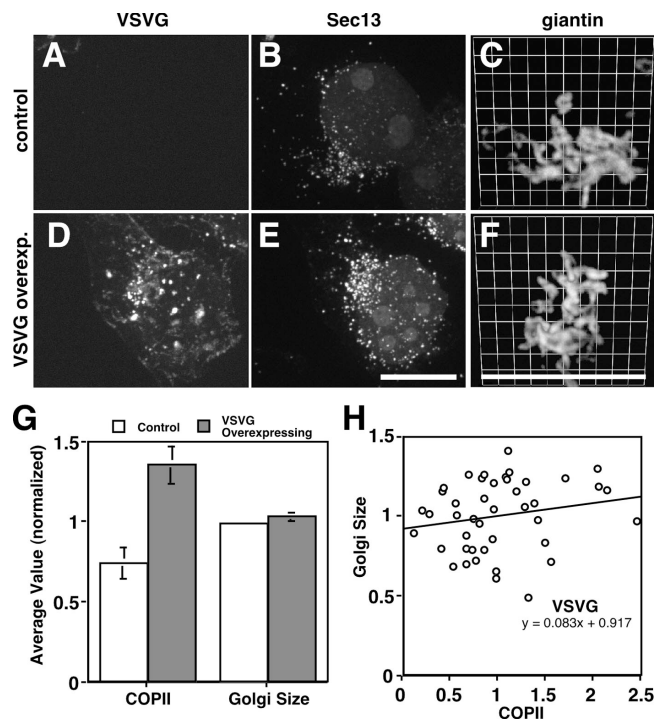 VSVG Sec13 giantin
control
A B C
VSVG overexp.
D E F
G
Control VSVG Overexpressing
Average Value (normalized)
1.5
1
0.5
0
COPII Golgi Size
H
Golgi Size
1.5
1
0.5
0
VSVG
y = 0.083x + 0.917
0 0.5 1 1.5 2 2.5
COPII